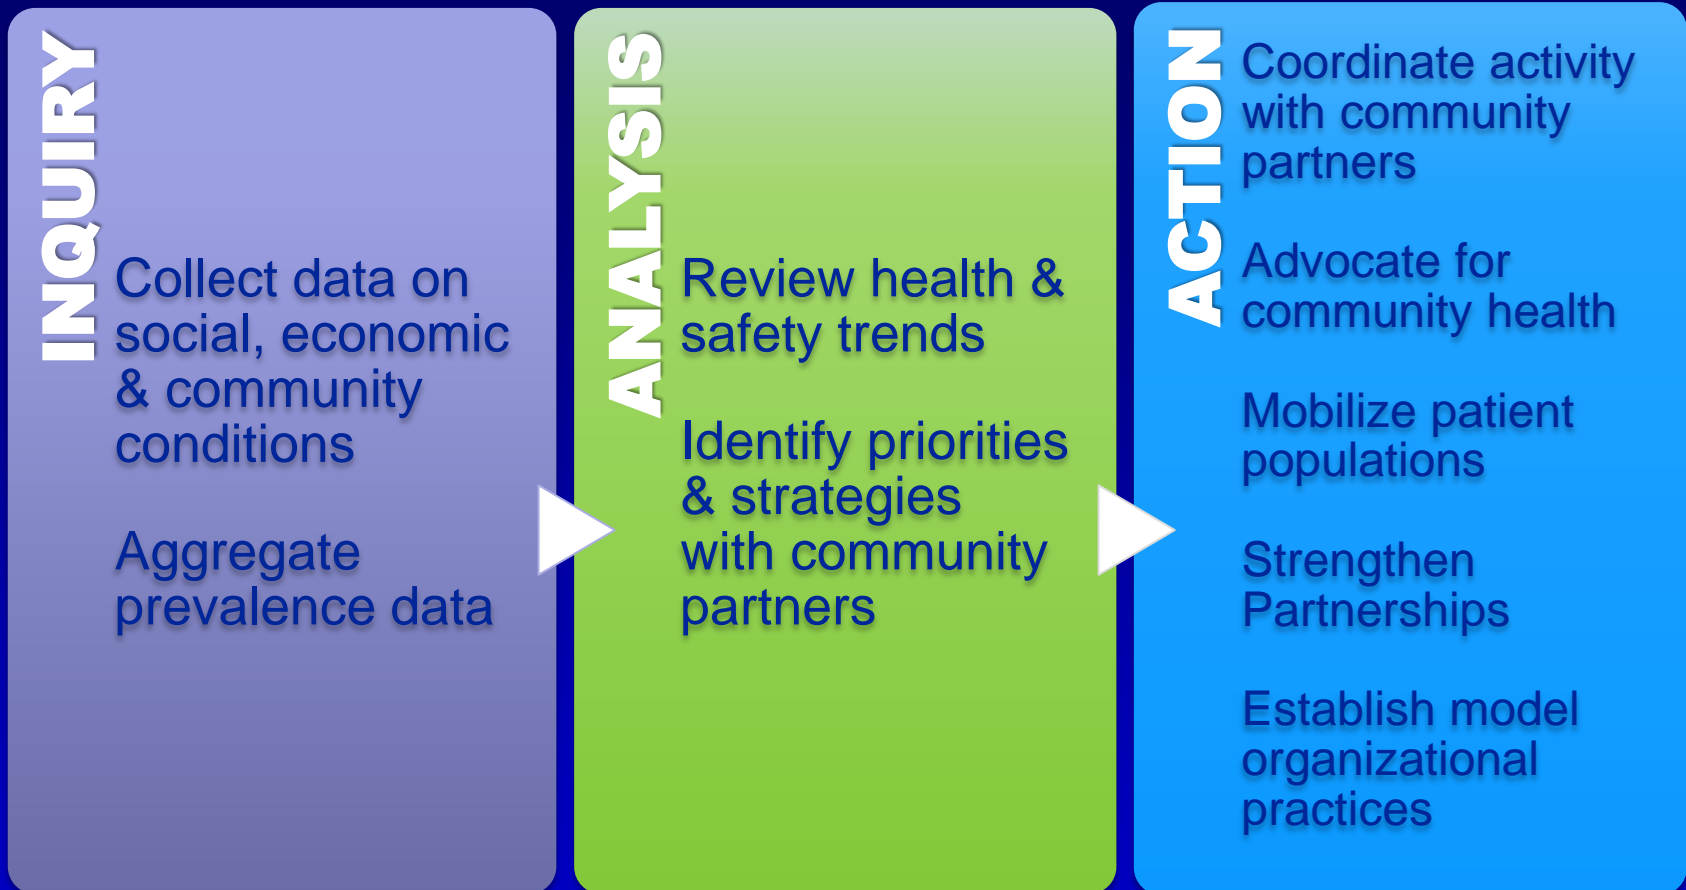 INQUIRY
Collect data on
social, economic
& community
conditions
Aggregate
prevalence data
ANALYSIS
Review health &
safety trends
Identify priorities
& strategies
with community
partners
ACTION
Coordinate activity
with community
partners
Advocate for
community health
Mobilize patient
populations
Strengthen
Partnerships
Establish model
organizational
practices